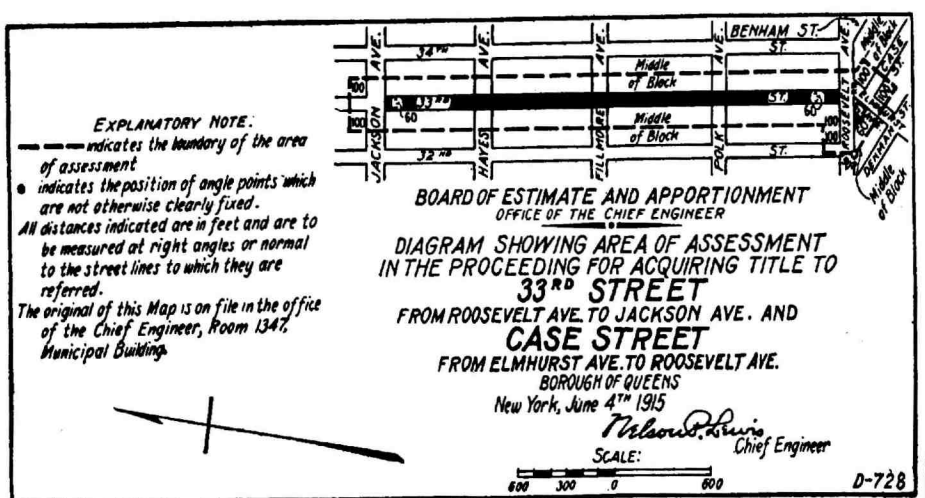 BENHAM ST.
34TH ST.
Middle of Block
100
E. 33RD ST. E.
60
60
Middle of Block
100
32ND ST.
JACKSON AVE.
HAYES AVE.
FILLMORE AVE.
POLK AVE.
ROOSEVELT AVE.
Middle of Block
CASE ST.
100
100
60
100
100
DENMAN ST.
Middle of Block
EXPLANATORY NOTE:
indicates the boundary of the area
of assessment
● indicates the position of angle points which
are not otherwise clearly fixed.
All distances indicated are in feet and are to
be measured at right angles or normal
to the street lines to which they are
referred.
The original of this Map is on file in the office
of the Chief Engineer, Room 1347,
Municipal Building.
BOARD OF ESTIMATE AND APPORTIONMENT
OFFICE OF THE CHIEF ENGINEER
DIAGRAM SHOWING AREA OF ASSESSMENT
IN THE PROCEEDING FOR ACQUIRING TITLE TO
33RD STREET
FROM ROOSEVELT AVE. TO JACKSON AVE. AND
CASE STREET
FROM ELMHURST AVE. TO ROOSEVELT AVE.
BOROUGH OF QUEENS
New York, June 4TH 1915
Nelson P. Lewis
Chief Engineer
SCALE:
600 300 0 600
D-728